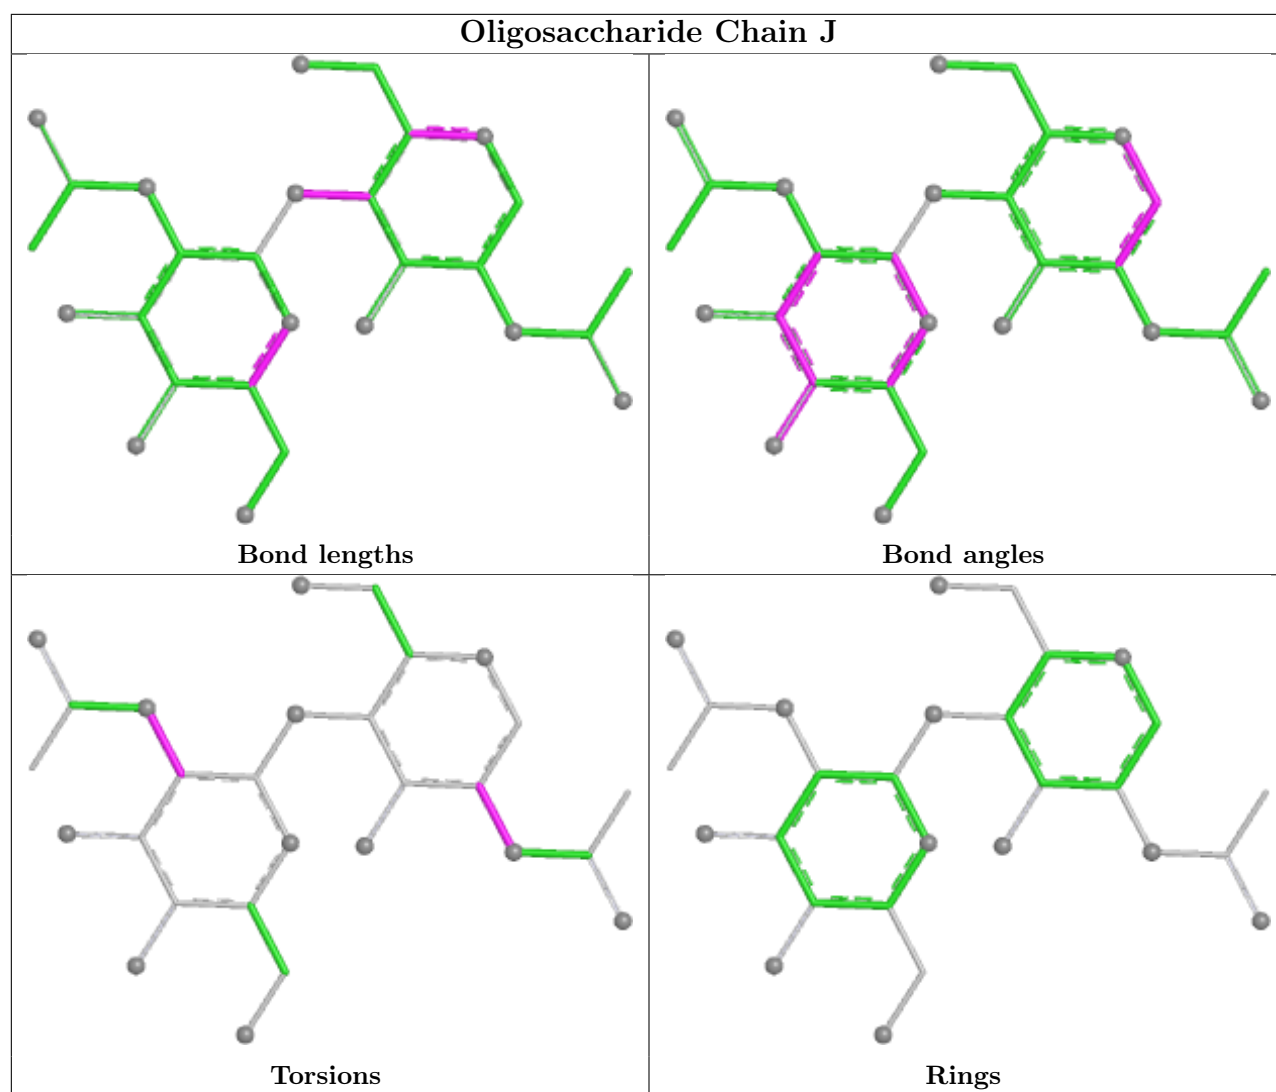 Oligosaccharide Chain J
Bond lengths
Bond angles
Torsions
Rings